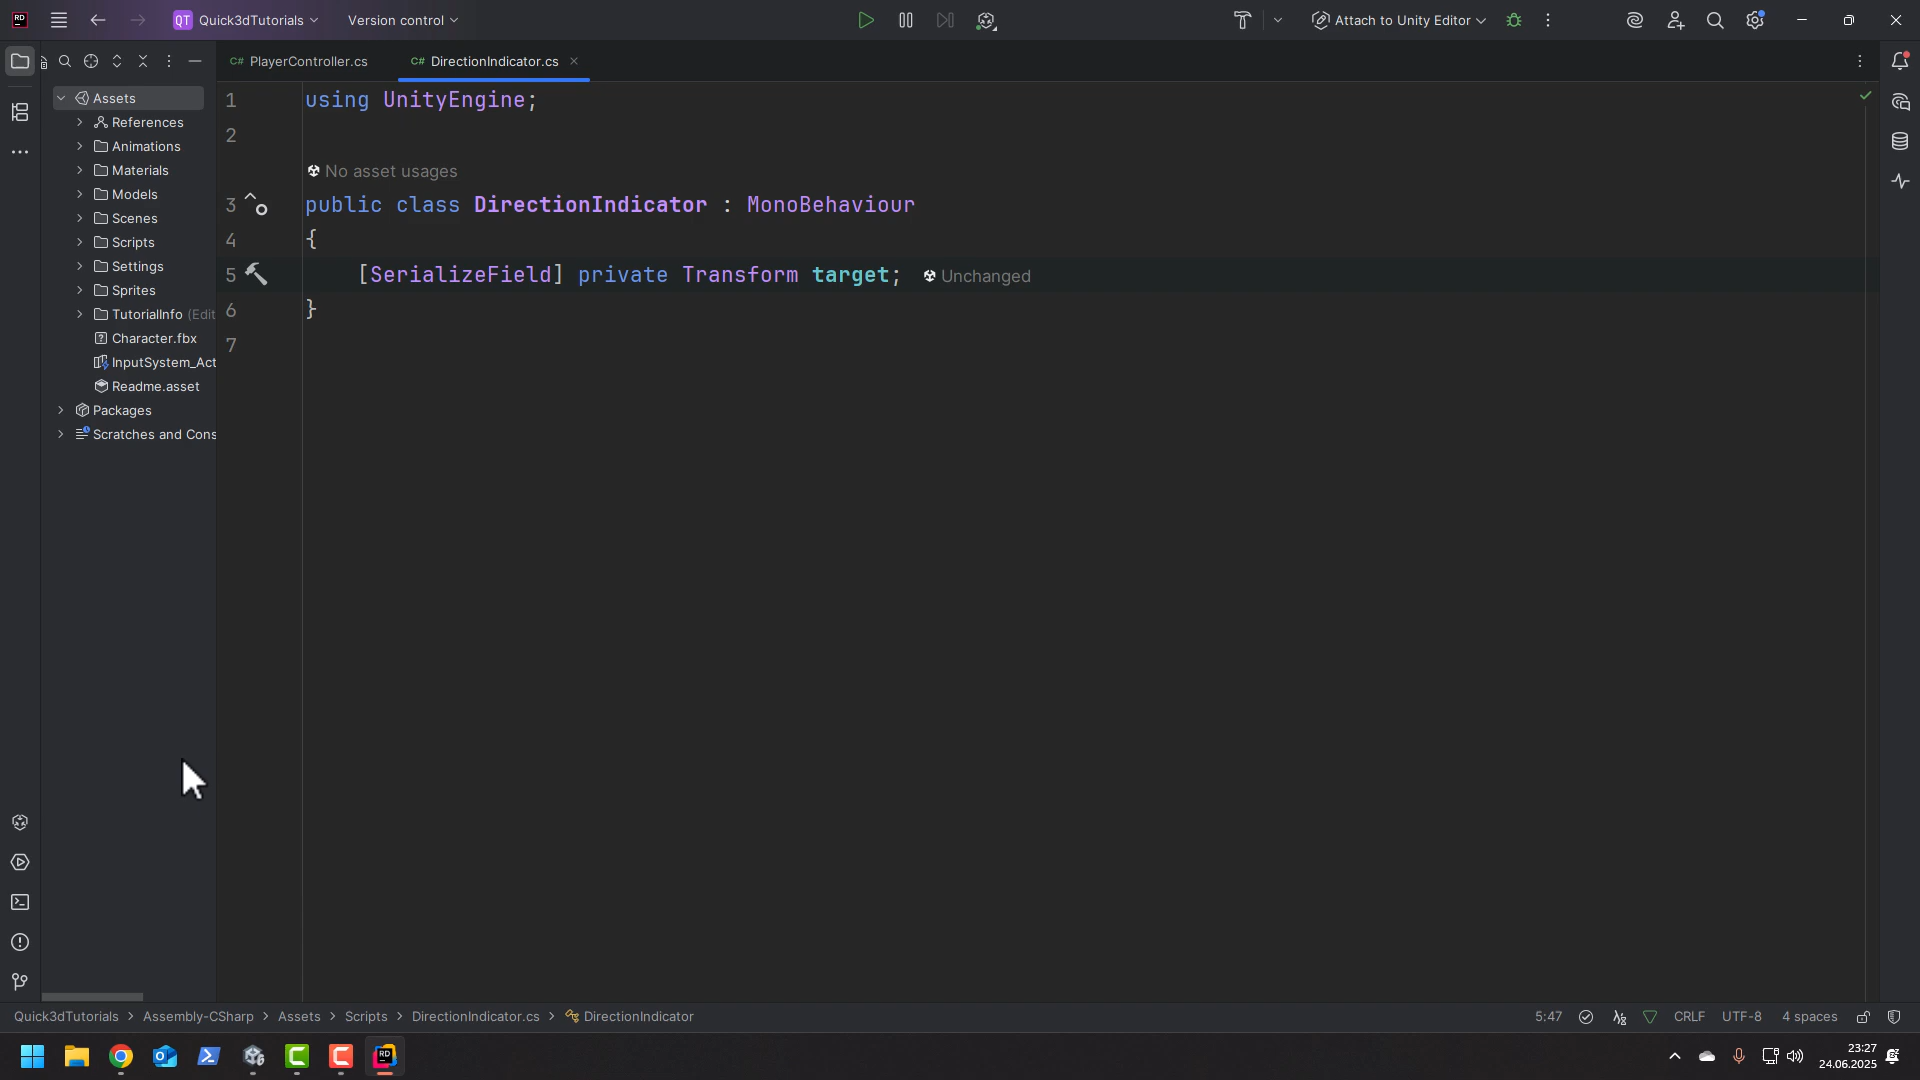 QT Quick3dTutorials
Version control
Attach to Unity Editor
C# PlayerController.cs
C# DirectionIndicator.cs
Assets
References
Animations
Materials
Models
Scenes
Scripts
Settings
Sprites
TutorialInfo (Edit
Character.fbx
InputSystem_Act
Readme.asset
Packages
Scratches and Cons
1 using UnityEngine;
2
No asset usages
3 public class DirectionIndicator : MonoBehaviour
4 {
5 [SerializeField] private Transform target; Unchanged
6 }
7
Quick3dTutorials > Assembly-CSharp > Assets > Scripts > DirectionIndicator.cs > DirectionIndicator
5:47 CRLF UTF-8 4 spaces
23:27
24.06.2025